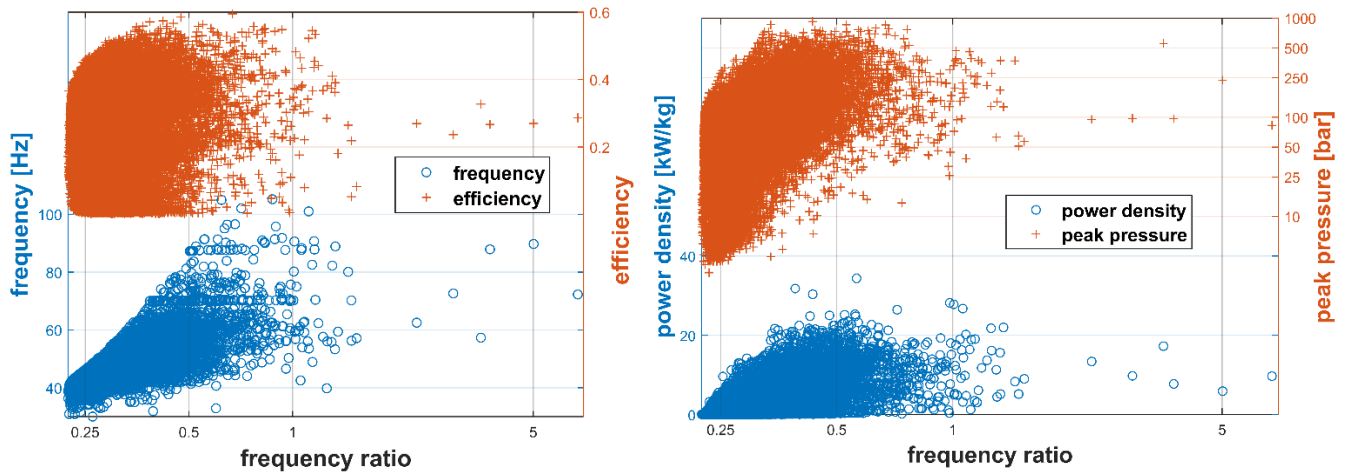 frequency [Hz]
100
80
60
40
0.6
0.4
0.2
efficiency
frequency
efficiency
0.25
0.5
1
5
frequency ratio
power density [kW/kg]
40
20
0
1000
500
250
100
50
25
10
peak pressure [bar]
power density
peak pressure
0.25
0.5
1
5
frequency ratio